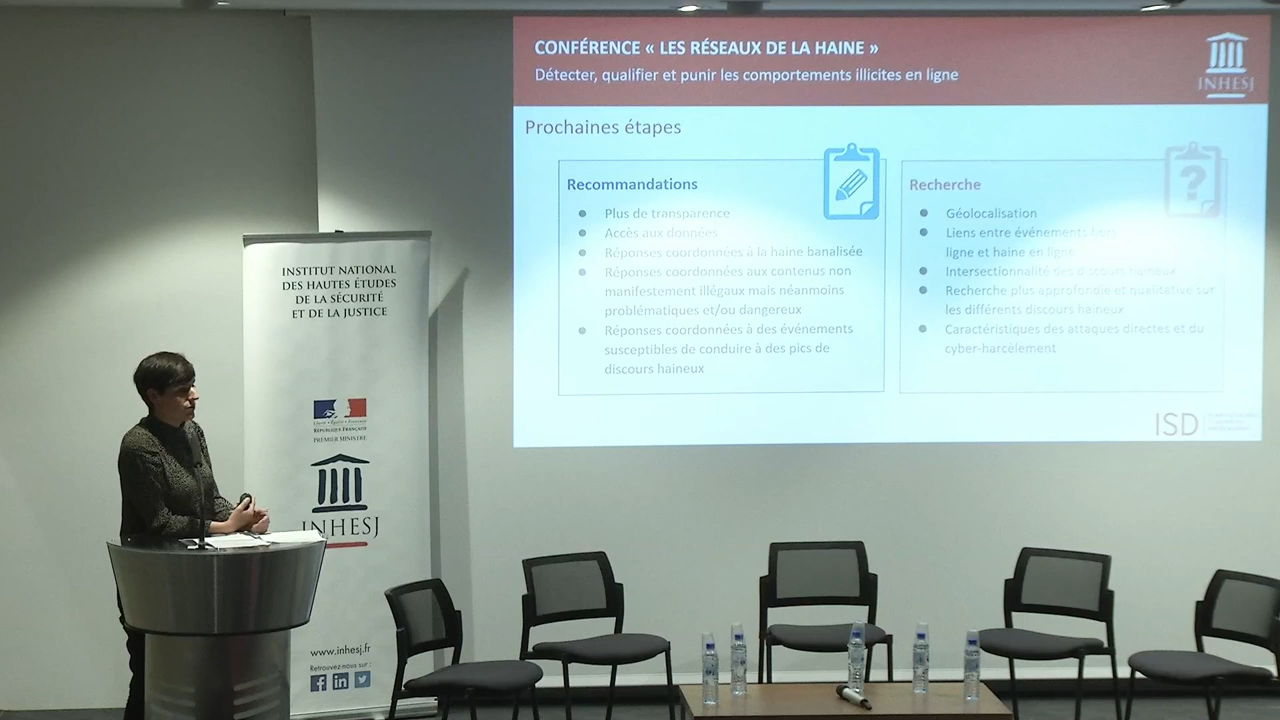 CONFÉRENCE « LES RÉSEAUX DE LA HAINE »
Détecter, qualifier et punir les comportements illicites en ligne
INHESJ
Prochaines étapes
Recommandations
● Plus de transparence
● Accès aux données
● Réponses coordonnées à la haine banalisée
● Réponses coordonnées aux contenus non
manifestement illégaux mais néanmoins
problématiques et/ou dangereux
● Réponses coordonnées à des événements
susceptibles de conduire à des pics de
discours haineux
Recherche
● Géolocalisation
● Liens entre événements hors
ligne et haine en ligne
● Intersectionnalité des discours haineux
● Recherche plus approfondie et qualitative sur
les différents discours haineux
● Caractéristiques des attaques directes et du
cyber-harcèlement
ISD
INSTITUT NATIONAL
DES HAUTES ÉTUDES
DE LA SÉCURITÉ
ET DE LA JUSTICE
Liberté • Égalité • Fraternité
RÉPUBLIQUE FRANÇAISE
PREMIER MINISTRE
INHESJ
www.inhesj.fr
Retrouvez-nous sur :